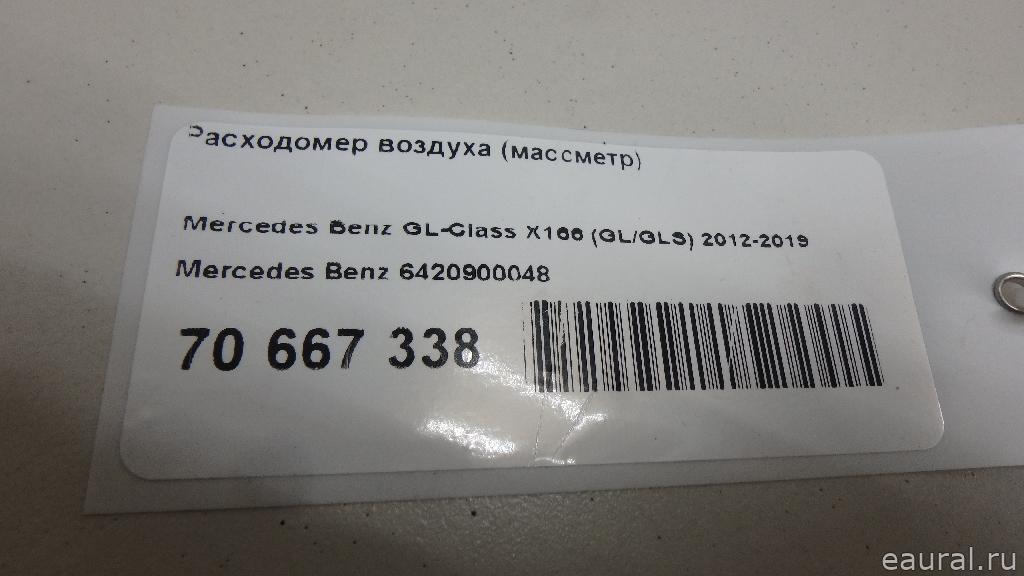 Расходомер воздуха (массметр)
Mercedes Benz GL-Class X166 (GL/GLS) 2012-2019
Mercedes Benz 6420900048
70 667 338
eaural.ru